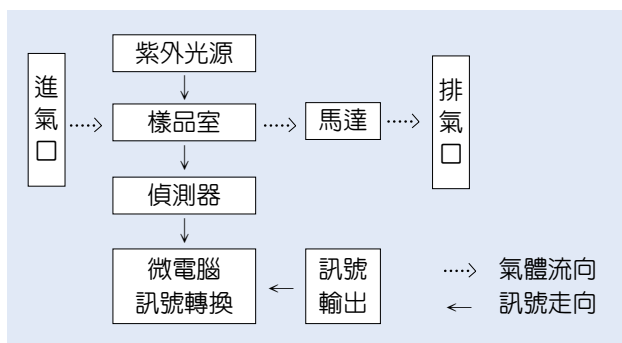 紫外光源
進氣口
樣品室
馬達
排氣口
偵測器
微電腦
訊號轉換
訊號
輸出
氣體流向
訊號走向